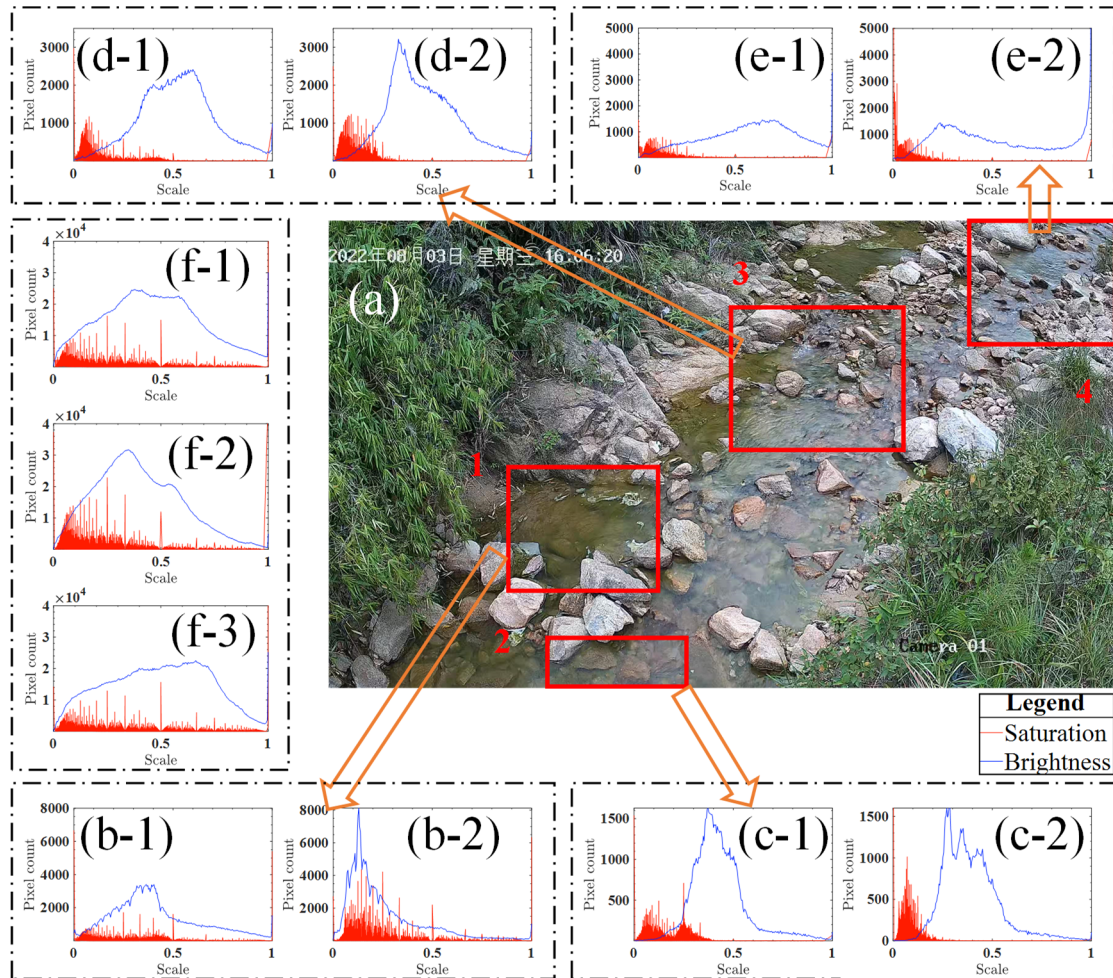 (d-1)
Pixel count
3000
2000
1000
0
0.5
1
Scale
(d-2)
Pixel count
3000
2000
1000
0
0.5
1
Scale
(e-1)
Pixel count
5000
4000
3000
2000
1000
0
0.5
1
Scale
(e-2)
Pixel count
5000
4000
3000
2000
1000
0
0.5
1
Scale
(f-1)
×10⁴
Pixel count
4
3
2
1
0
0.5
1
Scale
(f-2)
×10⁴
Pixel count
4
3
2
1
0
0.5
1
Scale
(f-3)
×10⁴
Pixel count
4
3
2
1
0
0.5
1
Scale
2022年08月03日 星期三 16:06:20
(a)
3
4
1
2
Camera 01
Legend
Saturation
Brightness
(b-1)
Pixel count
8000
6000
4000
2000
0
0.5
1
Scale
(b-2)
Pixel count
8000
6000
4000
2000
0
0.5
1
Scale
(c-1)
Pixel count
1500
1000
500
0
0
0.5
1
Scale
(c-2)
Pixel count
1500
1000
500
0
0
0.5
1
Scale